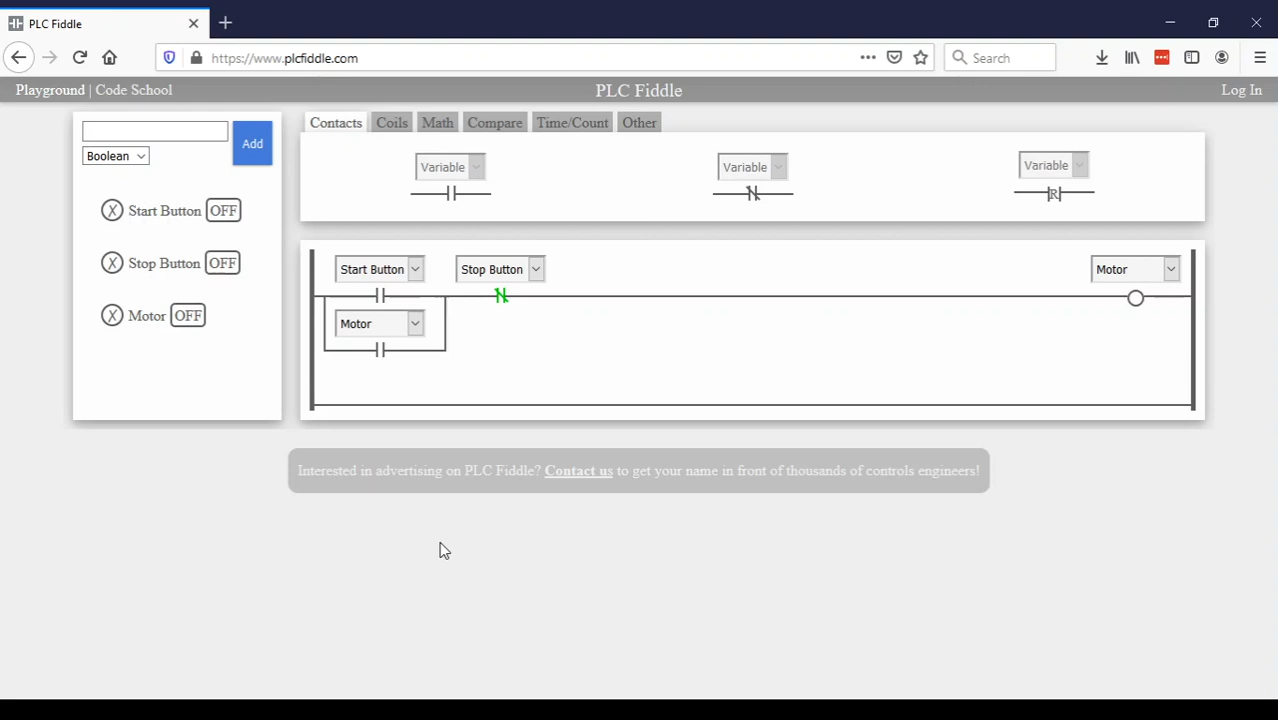 PLC Fiddle
https://www.plcfiddle.com
Search
Playground | Code School
PLC Fiddle
Log In
Add
Boolean
X Start Button OFF
X Stop Button OFF
X Motor OFF
Contacts Coils Math Compare Time/Count Other
Variable Variable Variable
R
Start Button Stop Button Motor
Motor
Interested in advertising on PLC Fiddle? Contact us to get your name in front of thousands of controls engineers!